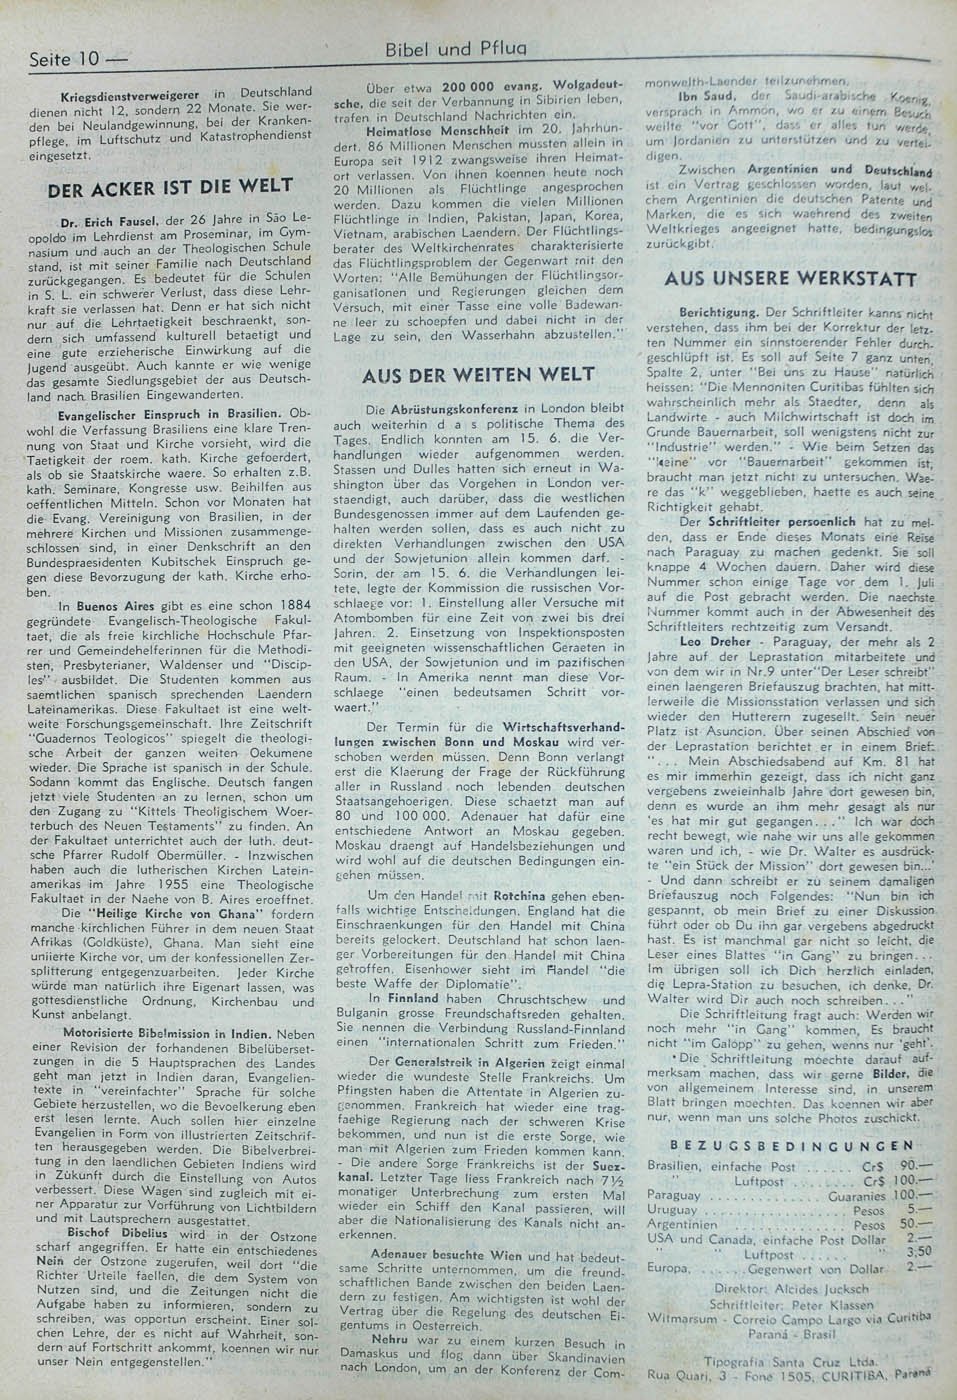 Seite 10 —
Bibel und Pflug
Kriegsdienstverweigerer in Deutschland
dienen nicht 12, sondern 22 Monate. Sie wer-
den bei Neulandgewinnung, bei der Kranken-
pflege, im Luftschutz und Katastrophendienst
eingesetzt.
DER ACKER IST DIE WELT
Dr. Erich Fausel, der 26 Jahre in São Le-
opoldo im Lehrdienst am Proseminar, im Gym-
nasium und auch an der Theologischen Schule
stand, ist mit seiner Familie nach Deutschland
zurückgegangen. Es bedeutet für die Schulen
in S. L. ein schwerer Verlust, dass diese Lehr-
kraft sie verlassen hat. Denn er hat sich nicht
nur auf die Lehrtaetigkeit beschraenkt, son-
dern sich umfassend kulturell betaetigt und
eine gute erzieherische Einwirkung auf die
Jugend ausgeübt. Auch kannte er wie wenige
das gesamte Siedlungsgebiet der aus Deutsch-
land nach Brasilien Eingewanderten.
Evangelischer Einspruch in Brasilien. Ob-
wohl die Verfassung Brasiliens eine klare Tren-
nung von Staat und Kirche vorsieht, wird die
Taetigkeit der roem. kath. Kirche gefoerdert,
als ob sie Staatskirche waere. So erhalten z.B.
kath. Seminare, Kongresse usw. Beihilfen aus
oeffentlichen Mitteln. Schon vor Monaten hat
die Evang. Vereinigung von Brasilien, in der
mehrere Kirchen und Missionen zusammenge-
schlossen sind, in einer Denkschrift an den
Bundespraesidenten Kubitschek Einspruch ge-
gen diese Bevorzugung der kath. Kirche erho-
ben.
In Buenos Aires gibt es eine schon 1884
gegründete Evangelisch-Theologische Fakul-
taet, die als freie kirchliche Hochschule Pfar-
rer und Gemeindehelferinnen für die Methodi-
sten, Presbyterianer, Waldenser und "Discip-
les" ausbildet. Die Studenten kommen aus
saemtlichen spanisch sprechenden Laendern
Lateinamerikas. Diese Fakultaet ist eine welt-
weite Forschungsgemeinschaft. Ihre Zeitschrift
"Guadernos Teologicos" spiegelt die theologi-
sche Arbeit der ganzen weiten Oekumene
wieder. Die Sprache ist spanisch in der Schule.
Sodann kommt das Englische. Deutsch fangen
jetzt viele Studenten an zu lernen, schon um
den Zugang zu "Kittels Theologischem Woer-
terbuch des Neuen Testaments" zu finden. An
der Fakultaet unterrichtet auch der luth. deut-
sche Pfarrer Rudolf Obermüller. - Inzwischen
haben auch die lutherischen Kirchen Latein-
amerikas im Jahre 1955 eine Theologische
Fakultaet in der Naehe von B. Aires eroeffnet.
Die "Heilige Kirche von Ghana" fordern
manche kirchlichen Führer in dem neuen Staat
Afrikas (Goldküste), Ghana. Man sieht eine
uniierte Kirche vor, um der konfessionellen Zer-
splitterung entgegenzuarbeiten. Jeder Kirche
würde man natürlich ihre Eigenart lassen, was
gottesdienstliche Ordnung, Kirchenbau und
Kunst anbelangt.
Motorisierte Bibelmission in Indien. Neben
einer Revision der forhandenen Bibelüberset-
zungen in die 5 Hauptsprachen des Landes
geht man jetzt in Indien daran, Evangelien-
texte in "vereinfachter" Sprache für solche
Gebiete herzustellen, wo die Bevoelkerung eben
erst lesen lernte. Auch sollen hier einzelne
Evangelien in Form von illustrierten Zeitschrif-
ten herausgegeben werden. Die Bibelverbrei-
tung in den laendlichen Gebieten Indiens wird
in Zukunft durch die Einstellung von Autos
verbessert. Diese Wagen sind zugleich mit ei-
ner Apparatur zur Vorführung von Lichtbildern
und mit Lautsprechern ausgestattet.
Bischof Dibelius wird in der Ostzone
scharf angegriffen. Er hatte ein entschiedenes
Nein der Ostzone zugerufen, weil dort "die
Richter Urteile faellen, die dem System von
Nutzen sind, und die Zeitungen nicht die
Aufgabe haben zu informieren, sondern zu
schreiben, was opportun erscheint. Einer sol-
chen Lehre, der es nicht auf Wahrheit, son-
dern auf Fortschritt ankommt, koennen wir nur
unser Nein entgegenstellen."
Über etwa 200 000 evang. Wolgadeut-
sche, die seit der Verbannung in Sibirien leben,
trafen in Deutschland Nachrichten ein.
Heimatlose Menschheit im 20. Jahrhun-
dert. 86 Millionen Menschen mussten allein in
Europa seit 1912 zwangsweise ihren Heimat-
ort verlassen. Von ihnen koennen heute noch
20 Millionen als Flüchtlinge angesprochen
werden. Dazu kommen die vielen Millionen
Flüchtlinge in Indien, Pakistan, Japan, Korea,
Vietnam, arabischen Laendern. Der Flüchtlings-
berater des Weltkirchenrates charakterisierte
das Flüchtlingsproblem der Gegenwart mit den
Worten: "Alle Bemühungen der Flüchtlingsor-
ganisationen und Regierungen gleichen dem
Versuch, mit einer Tasse eine volle Badewan-
ne leer zu schoepfen und dabei nicht in der
Lage zu sein, den Wasserhahn abzustellen."
AUS DER WEITEN WELT
Die Abrüstungskonferenz in London bleibt
auch weiterhin d a s politische Thema des
Tages. Endlich konnten am 15. 6. die Ver-
handlungen wieder aufgenommen werden.
Stassen und Dulles hatten sich erneut in Wa-
shington über das Vorgehen in London ver-
staendigt, auch darüber, dass die westlichen
Bundesgenossen immer auf dem Laufenden ge-
halten werden sollen, dass es auch nicht zu
direkten Verhandlungen zwischen den USA
und der Sowjetunion allein kommen darf. -
Sorin, der am 15. 6. die Verhandlungen lei-
tete, legte der Kommission die russischen Vor-
schlaege vor: 1. Einstellung aller Versuche mit
Atombomben für eine Zeit von zwei bis drei
Jahren. 2. Einsetzung von Inspektionsposten
mit geeigneten wissenschaftlichen Geraeten in
den USA, der Sowjetunion und im pazifischen
Raum. - In Amerika nennt man diese Vor-
schlaege "einen bedeutsamen Schritt vor-
waert."
Der Termin für die Wirtschaftsverhand-
lungen zwischen Bonn und Moskau wird ver-
schoben werden müssen. Denn Bonn verlangt
erst die Klaerung der Frage der Rückführung
aller in Russland noch lebenden deutschen
Staatsangehoerigen. Diese schaetzt man auf
80 und 100 000. Adenauer hat dafür eine
entschiedene Antwort an Moskau gegeben.
Moskau draengt auf Handelsbeziehungen und
wird wohl auf die deutschen Bedingungen ein-
gehen müssen.
Um den Handel mit Rotchina gehen eben-
falls wichtige Entscheidungen. England hat die
Einschraenkungen für den Handel mit China
bereits gelockert. Deutschland hat schon laen-
ger Vorbereitungen für den Handel mit China
getroffen. Eisenhower sieht im Handel "die
beste Waffe der Diplomatie".
In Finnland haben Chruschtschew und
Bulganin grosse Freundschaftsreden gehalten.
Sie nennen die Verbindung Russland-Finnland
einen "internationalen Schritt zum Frieden."
Der Generalstreik in Algerien zeigt einmal
wieder die wundeste Stelle Frankreichs. Um
Pfingsten haben die Attentate in Algerien zu-
genommen. Frankreich hat wieder eine trag-
faehige Regierung nach der schweren Krise
bekommen, und nun ist die erste Sorge, wie
man mit Algerien zum Frieden kommen kann.
- Die andere Sorge Frankreichs ist der Suez-
kanal. Letzter Tage liess Frankreich nach 7½
monatiger Unterbrechung zum ersten Mal
wieder ein Schiff den Kanal passieren, will
aber die Nationalisierung des Kanals nicht an-
erkennen.
Adenauer besuchte Wien und hat bedeut-
same Schritte unternommen, um die freund-
schaftlichen Bande zwischen den beiden Laen-
dern zu festigen. Am wichtigsten ist wohl der
Vertrag über die Regelung des deutschen Ei-
gentums in Oesterreich.
Nehru war zu einem kurzen Besuch in
Damaskus und flog dann über Skandinavien
nach London, um an der Konferenz der Com-
monwelth-Laender teilzunehmen.
Ibn Saud, der Saudi-arabische Koenig,
versprach in Ammon, wo er zu einem Besuch
weilte "vor Gott", dass er alles tun werde,
um Jordanien zu unterstützen und zu vertei-
digen.
Zwischen Argentinien und Deutschland
ist ein Vertrag geschlossen worden, laut wel-
chem Argentinien die deutschen Patente und
Marken, die es sich waehrend des zweiten
Weltkrieges angeeignet hatte, bedingungslos
zurückgibt.
AUS UNSERE WERKSTATT
Berichtigung. Der Schriftleiter kanns nicht
verstehen, dass ihm bei der Korrektur der letz-
ten Nummer ein sinnstoerender Fehler durch-
geschlüpft ist. Es soll auf Seite 7 ganz unten,
Spalte 2, unter "Bei uns zu Hause" natürlich
heissen: "Die Mennoniten Curitibas fühlten sich
wahrscheinlich mehr als Staedter, denn als
Landwirte - auch Milchwirtschaft ist doch im
Grunde Bauernarbeit, soll wenigstens nicht zur
"Industrie" werden." - Wie beim Setzen das
"keine" vor "Bauernarbeit" gekommen ist,
braucht man jetzt nicht zu untersuchen. Wae-
re das "k" weggeblieben, haette es auch seine
Richtigkeit gehabt.
Der Schriftleiter persoenlich hat zu mel-
den, dass er Ende dieses Monats eine Reise
nach Paraguay zu machen gedenkt. Sie soll
knappe 4 Wochen dauern. Daher wird diese
Nummer schon einige Tage vor dem 1. Juli
auf die Post gebracht werden. Die naechste
Nummer kommt auch in der Abwesenheit des
Schriftleiters rechtzeitig zum Versandt.
Leo Dreher - Paraguay, der mehr als 2
Jahre auf der Leprastation mitarbeitete und
von dem wir in Nr.9 unter"Der Leser schreibt"
einen laengeren Briefauszug brachten, hat mitt-
lerweile die Missionsstation verlassen und sich
wieder den Hutterern zugesellt. Sein neuer
Platz ist Asuncion. Über seinen Abschied von
der Leprastation berichtet er in einem Brief:
"... Mein Abschiedsabend auf Km. 81 hat
es mir immerhin gezeigt, dass ich nicht ganz
vergebens zweieinhalb Jahre dort gewesen bin,
denn es wurde an ihm mehr gesagt als nur
'es hat mir gut gegangen..." Ich war doch
recht bewegt, wie nahe wir uns alle gekommen
waren und ich, - wie Dr. Walter es ausdrück-
te "ein Stück der Mission" dort gewesen bin..'
- Und dann schreibt er zu seinem damaligen
Briefauszug noch Folgendes: "Nun bin ich
gespannt, ob mein Brief zu einer Diskussion
führt oder ob Du ihn gar vergebens abgedruckt
hast. Es ist manchmal gar nicht so leicht, die
Leser eines Blattes "in Gang" zu bringen...
Im übrigen soll ich Dich herzlich einladen,
die Lepra-Station zu besuchen, ich denke, Dr.
Walter wird Dir auch noch schreiben..."
Die Schriftleitung fragt auch: Werden wir
noch mehr "in Gang" kommen, Es braucht
nicht "im Galopp" zu gehen, wenns nur 'geht'.
Die Schriftleitung moechte darauf auf-
merksam machen, dass wir gerne Bilder, die
von allgemeinem Interesse sind, in unserem
Blatt bringen moechten. Das koennen wir aber
nur, wenn man uns solche Photos zuschickt.
BEZUGSBEDINGUNGEN
Brasilien, einfache Post ...... Cr$ 90.—
" Luftpost ...... Cr$ 100.—
Paraguay .............. Guaranies 100.—
Uruguay ................ Pesos 5.—
Argentinien .............. Pesos 50.—
USA und Canada, einfache Post Dollar 2.—
" " Luftpost ...... " 3,50
Europa, ...... Gegenwert von Dollar 2.—
Direktor: Alcides Jucksch
Schriftleiter: Peter Klassen
Witmarsum - Correio Campo Largo via Curitiba
Paraná - Brasil
Tipografia Santa Cruz Ltda.
Rua Quari, 3 - Fone 1505, CURITIBA, Paraná